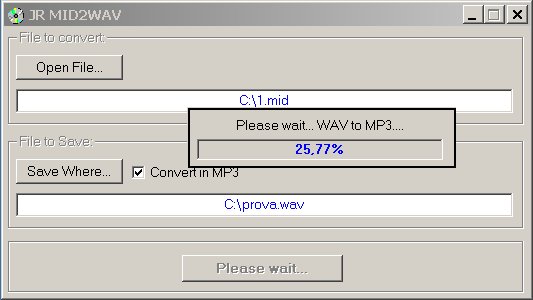 JR MID2WAV
File to convert:
Open File...
C:\1.mid
Please wait... WAV to MP3....
25,77%
File to Save:
Save Where...
Convert in MP3
C:\prova.wav
Please wait...